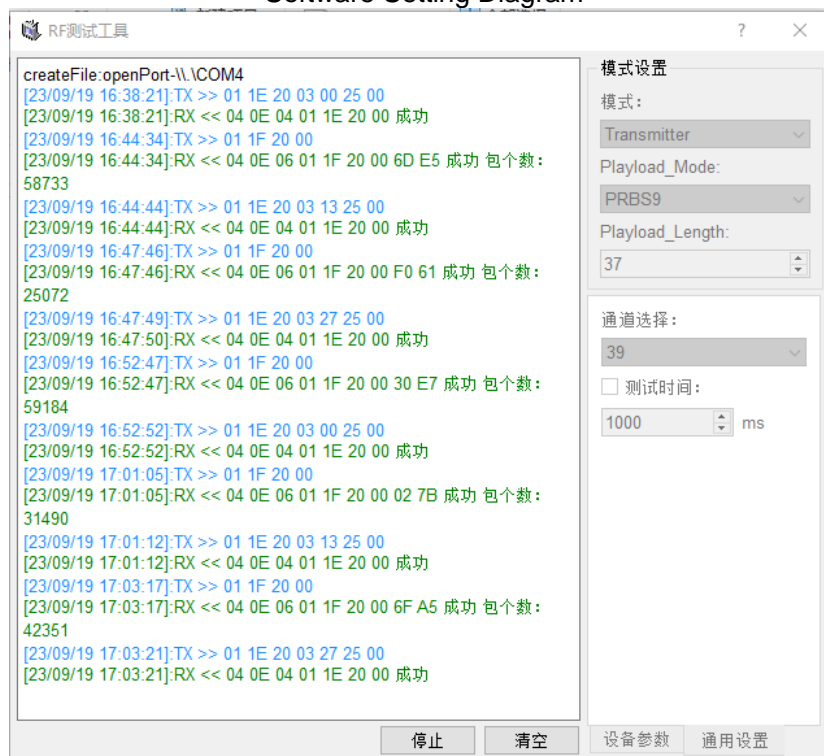 Software Setting Diagram
RF测试工具
createFile:openPort-\\.\COM4
[23/09/19 16:38:21]:TX >> 01 1E 20 03 00 25 00
[23/09/19 16:38:21]:RX << 04 0E 04 01 1E 20 00 成功
[23/09/19 16:44:34]:TX >> 01 1F 20 00
[23/09/19 16:44:34]:RX << 04 0E 06 01 1F 20 00 6D E5 成功 包个数：
58733
[23/09/19 16:44:44]:TX >> 01 1E 20 03 13 25 00
[23/09/19 16:44:44]:RX << 04 0E 04 01 1E 20 00 成功
[23/09/19 16:47:46]:TX >> 01 1F 20 00
[23/09/19 16:47:46]:RX << 04 0E 06 01 1F 20 00 F0 61 成功 包个数：
25072
[23/09/19 16:47:49]:TX >> 01 1E 20 03 27 25 00
[23/09/19 16:47:50]:RX << 04 0E 04 01 1E 20 00 成功
[23/09/19 16:52:47]:TX >> 01 1F 20 00
[23/09/19 16:52:47]:RX << 04 0E 06 01 1F 20 00 30 E7 成功 包个数：
59184
[23/09/19 16:52:52]:TX >> 01 1E 20 03 00 25 00
[23/09/19 16:52:52]:RX << 04 0E 04 01 1E 20 00 成功
[23/09/19 17:01:05]:TX >> 01 1F 20 00
[23/09/19 17:01:05]:RX << 04 0E 06 01 1F 20 00 02 7B 成功 包个数：
31490
[23/09/19 17:01:12]:TX >> 01 1E 20 03 13 25 00
[23/09/19 17:01:12]:RX << 04 0E 04 01 1E 20 00 成功
[23/09/19 17:03:17]:TX >> 01 1F 20 00
[23/09/19 17:03:17]:RX << 04 0E 06 01 1F 20 00 6F A5 成功 包个数：
42351
[23/09/19 17:03:21]:TX >> 01 1E 20 03 27 25 00
[23/09/19 17:03:21]:RX << 04 0E 04 01 1E 20 00 成功
停止
清空
模式设置
模式：
Transmitter
Playload_Mode:
PRBS9
Playload_Length:
37
通道选择：
39
测试时间：
1000 ms
设备参数
通用设置